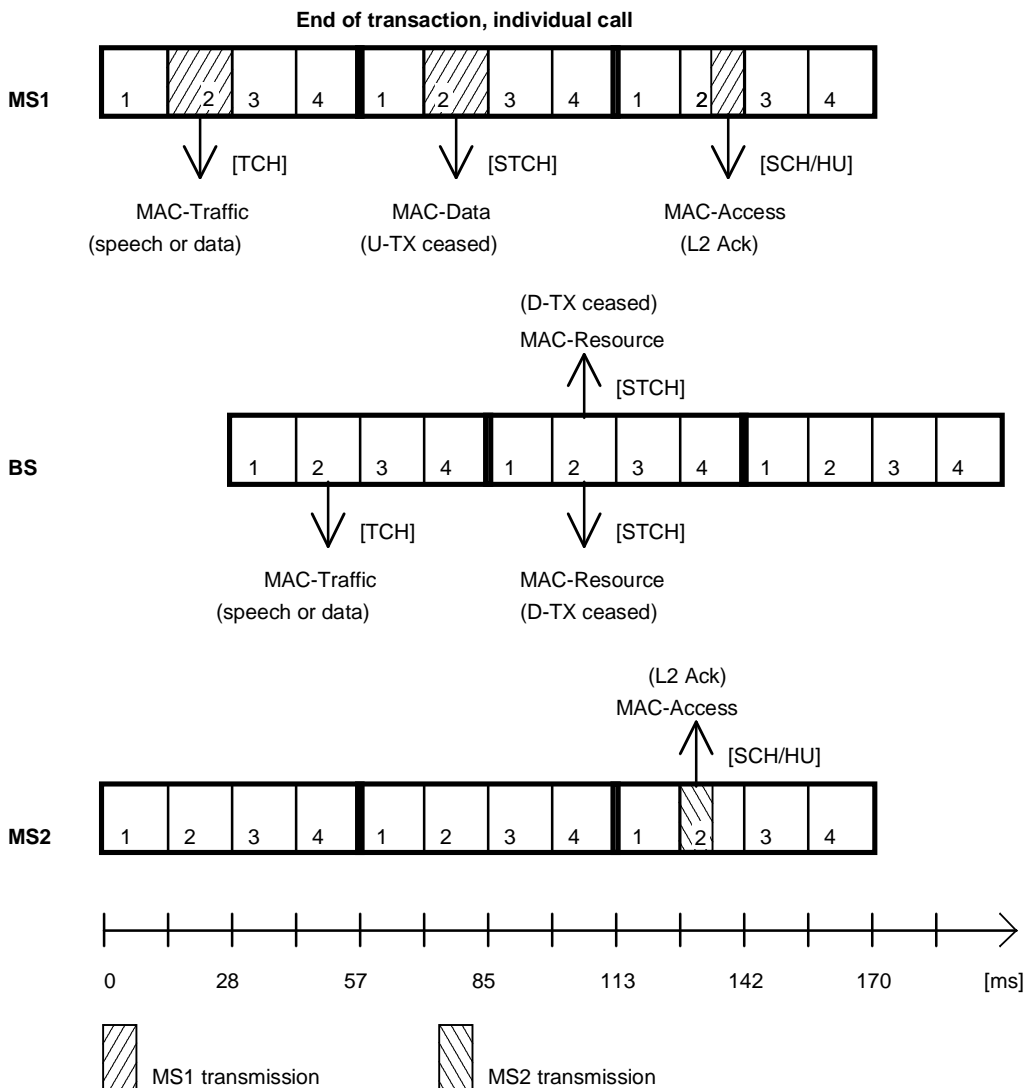 End of transaction, individual call
MS1
1 2 3 4 1 2 3 4 1 2 3 4
[TCH] [STCH] [SCH/HU]
MAC-Traffic MAC-Data MAC-Access
(speech or data) (U-TX ceased) (L2 Ack)
(D-TX ceased)
MAC-Resource
[STCH]
BS
1 2 3 4 1 2 3 4 1 2 3 4
[TCH] [STCH]
MAC-Traffic MAC-Resource
(speech or data) (D-TX ceased)
(L2 Ack)
MAC-Access
[SCH/HU]
MS2
1 2 3 4 1 2 3 4 1 2 3 4
0 28 57 85 113 142 170 [ms]
MS1 transmission MS2 transmission